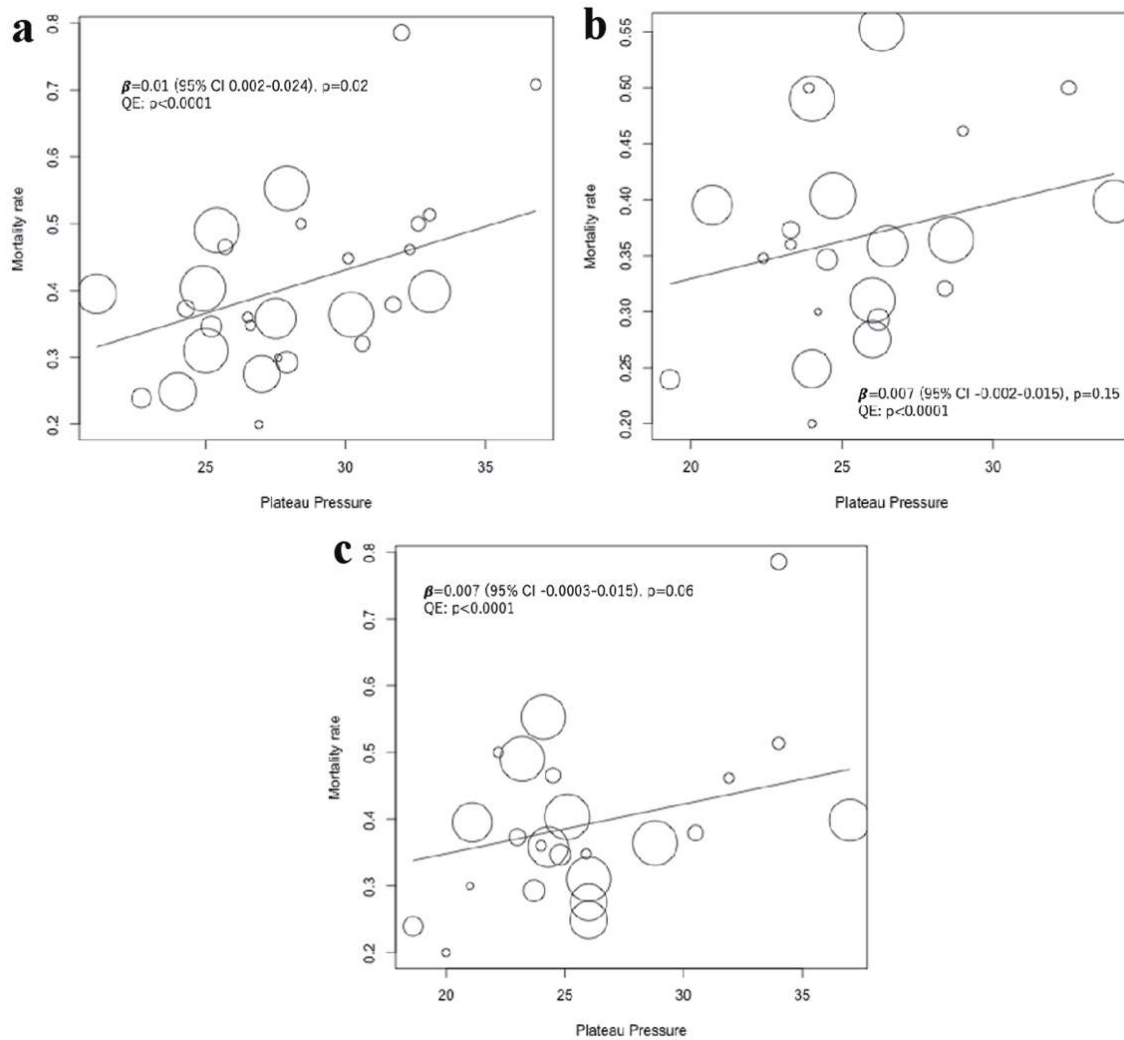 a
𝜷=0.01 (95% CI 0.002-0.024), p=0.02
QE: p<0.0001
Mortality rate
0.8
0.7
0.6
0.5
0.4
0.3
0.2
25 30 35
Plateau Pressure
b
Mortality rate
0.55
0.50
0.45
0.40
0.35
0.30
0.25
0.20
𝜷=0.007 (95% CI -0.002-0.015), p=0.15
QE: p<0.0001
20 25 30
Plateau Pressure
c
𝜷=0.007 (95% CI -0.0003-0.015), p=0.06
QE: p<0.0001
Mortality rate
0.8
0.7
0.6
0.5
0.4
0.3
0.2
20 25 30 35
Plateau Pressure